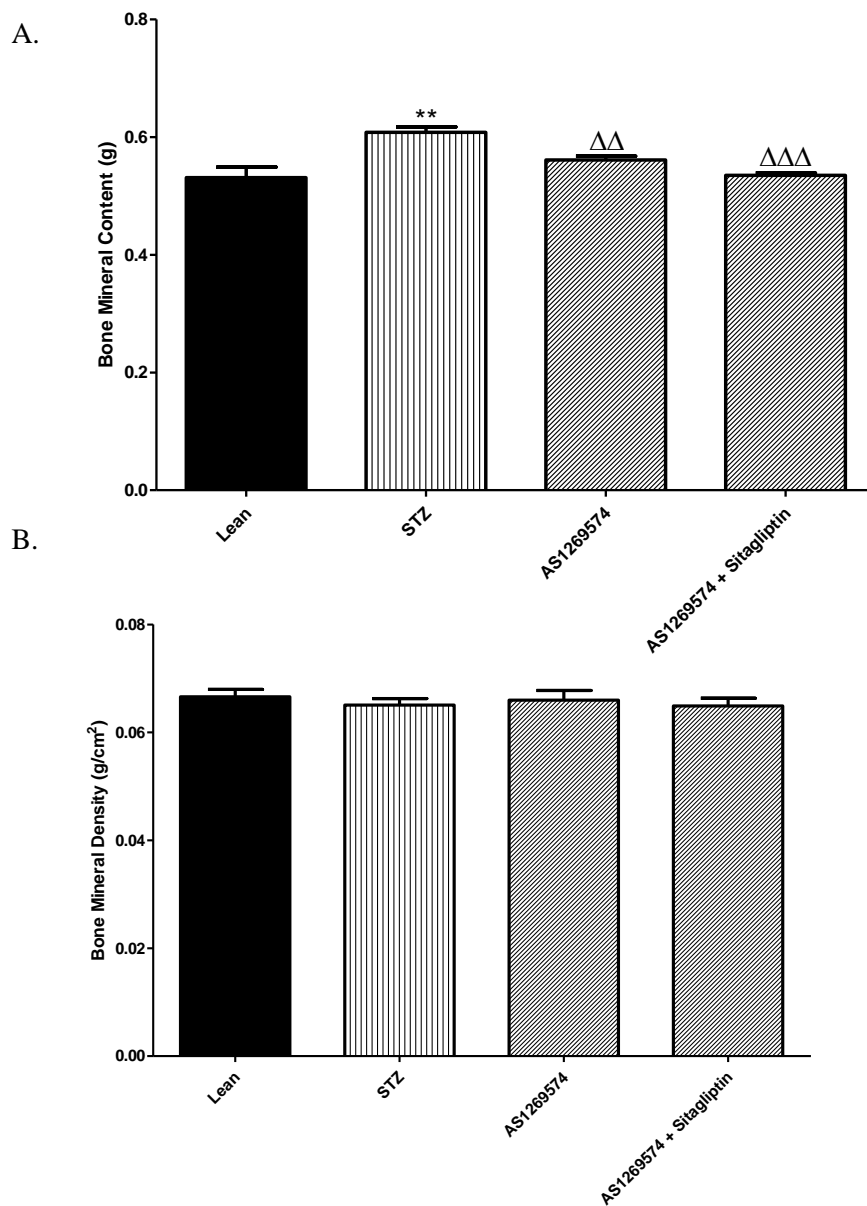 A.
Bone Mineral Content (g)
0.8
0.6
0.4
0.2
0.0
**
ΔΔ
ΔΔΔ
Lean
STZ
AS1269574
AS1269574 + Sitagliptin
B.
Bone Mineral Density (g/cm²)
0.08
0.06
0.04
0.02
0.00
Lean
STZ
AS1269574
AS1269574 + Sitagliptin